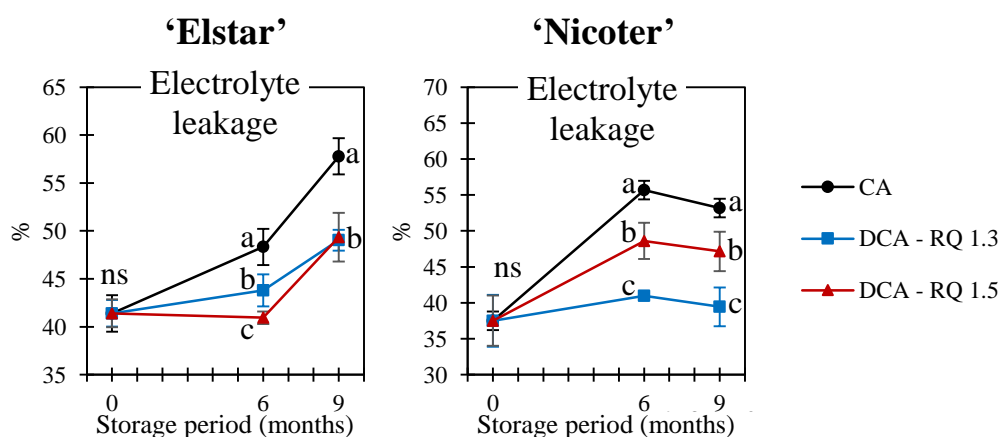 ‘Elstar’
Electrolyte
leakage
65
60
55
50
45
40
35
%
ns
a
b
c
a
b
0
6
9
Storage period (months)
‘Nicoter’
Electrolyte
leakage
70
65
60
55
50
45
40
35
30
%
ns
a
b
c
a
b
c
0
6
9
Storage period (months)
CA
DCA - RQ 1.3
DCA - RQ 1.5